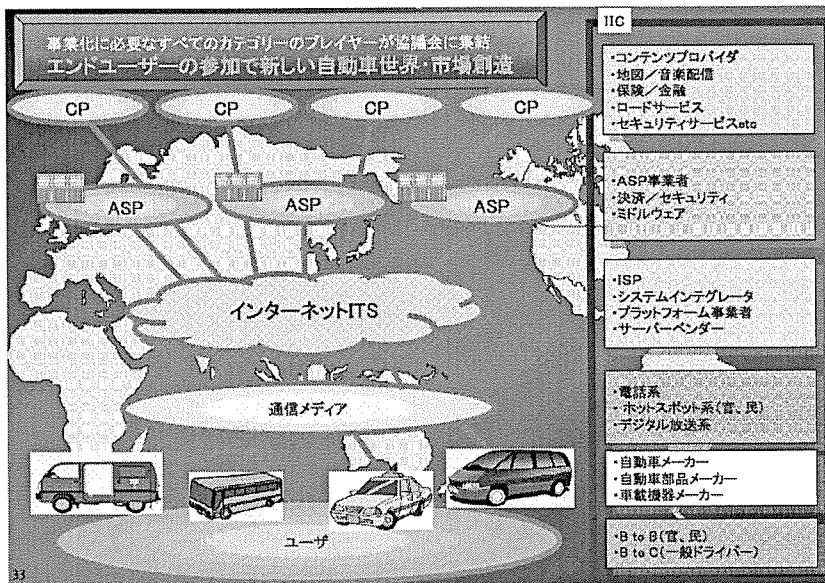 事業化に必要なすべてのカテゴリーのプレイヤーが協議会に集結
エンドユーザーの参加で新しい自動車世界・市場創造
CP
CP
CP
CP
ASP
ASP
ASP
インターネットITS
通信メディア
ユーザ
33
IIC
・コンテンツプロバイダ
・地図／音楽配信
・保険／金融
・ロードサービス
・セキュリティサービスetc
・ASP事業者
・決済／セキュリティ
・ミドルウェア
・ISP
・システムインテグレータ
・プラットフォーム事業者
・サーバーベンダー
・電話系
・ホットスポット系(官、民)
・デジタル放送系
・自動車メーカー
・自動車部品メーカー
・車載機器メーカー
・B to B(官、民)
・B to C(一般ドライバー)